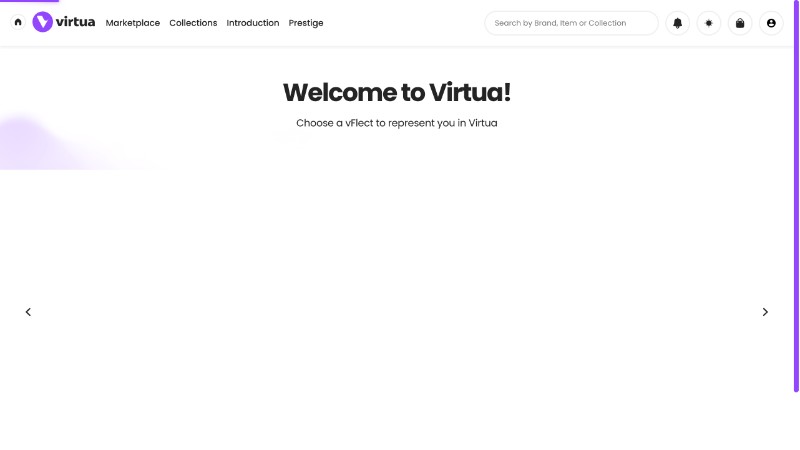 virtua Marketplace Collections Introduction Prestige Search by Brand, Item or Collection
Welcome to Virtua!
Choose a vFlect to represent you in Virtua